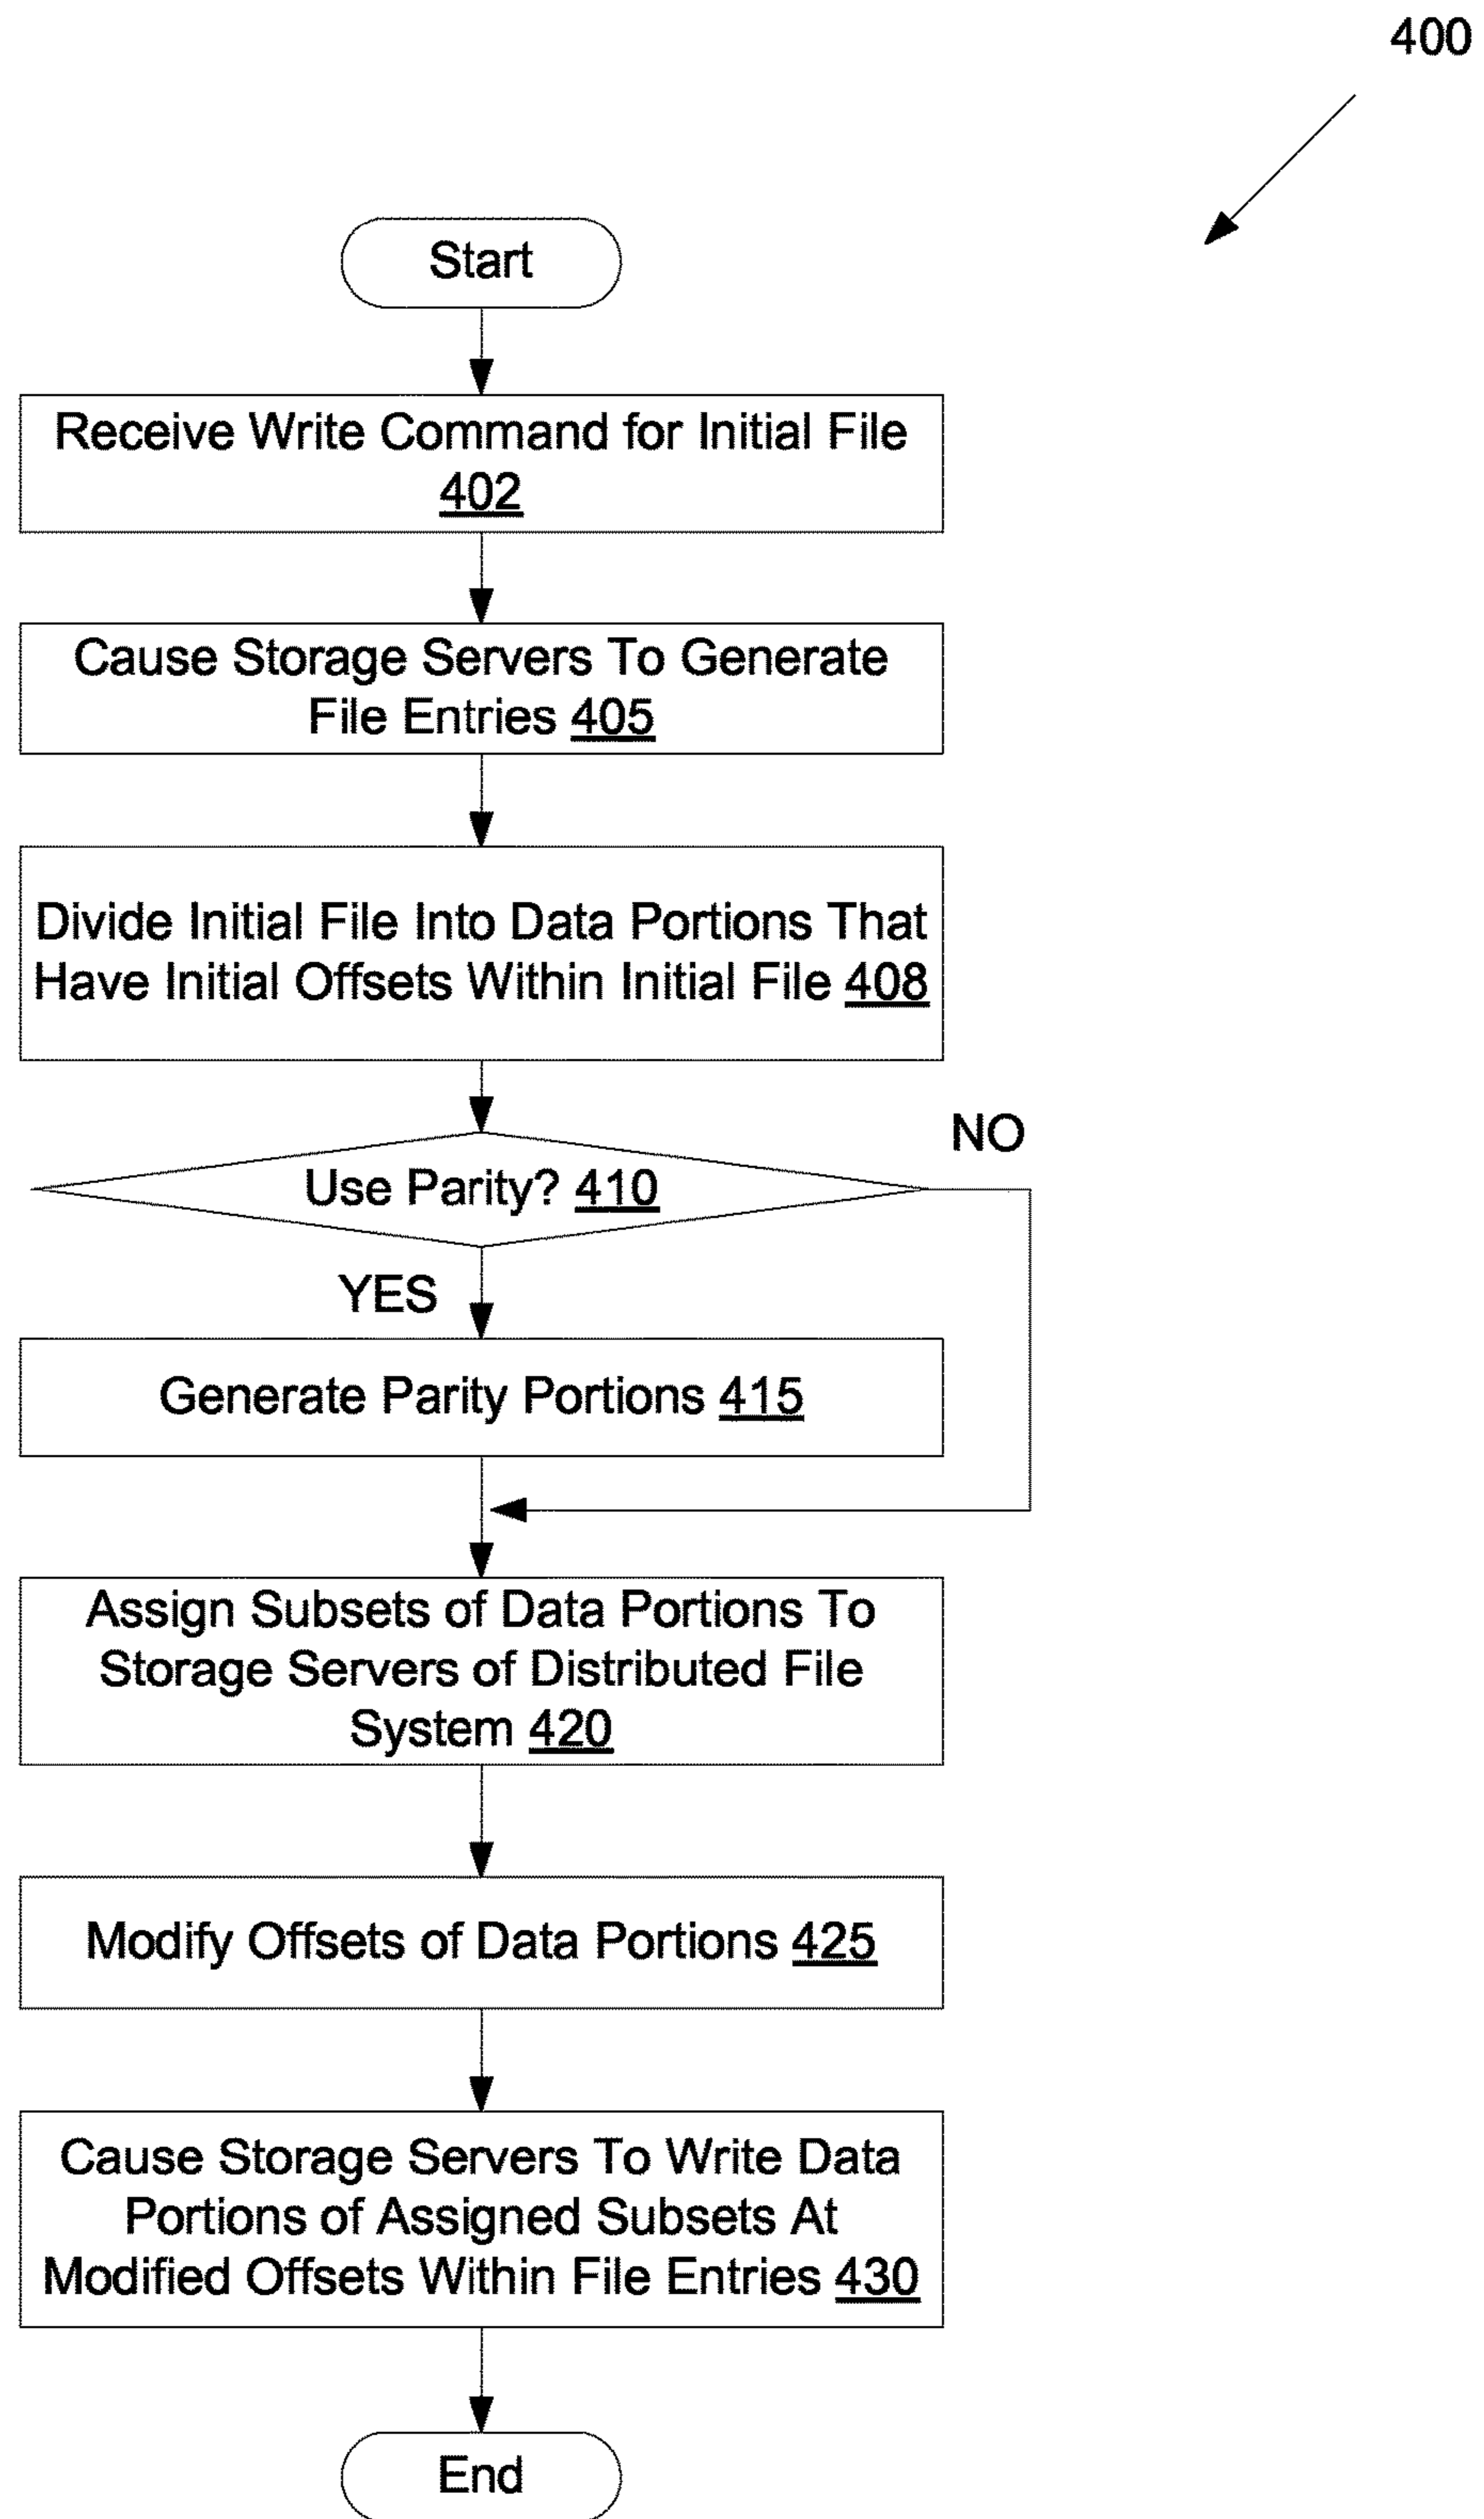 400
Start
Receive Write Command for Initial File
402
Cause Storage Servers To Generate
File Entries 405
Divide Initial File Into Data Portions That
Have Initial Offsets Within Initial File 408
NO
Use Parity? 410
YES
Generate Parity Portions 415
Assign Subsets of Data Portions To
Storage Servers of Distributed File
System 420
Modify Offsets of Data Portions 425
Cause Storage Servers To Write Data
Portions of Assigned Subsets At
Modified Offsets Within File Entries 430
End